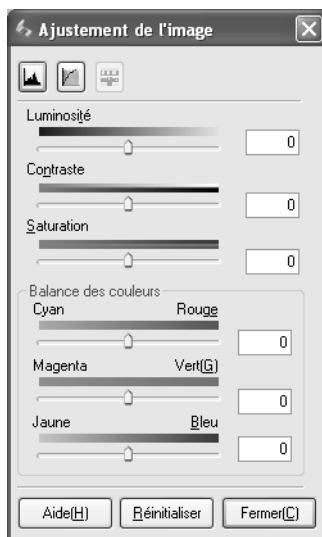 Ajustement de l'image
Luminosité
0
Contraste
0
Saturation
0
Balance des couleurs
Cyan Rouge
0
Magenta Vert(G)
0
Jaune Bleu
0
Aide(H) Réinitialiser Fermer(C)